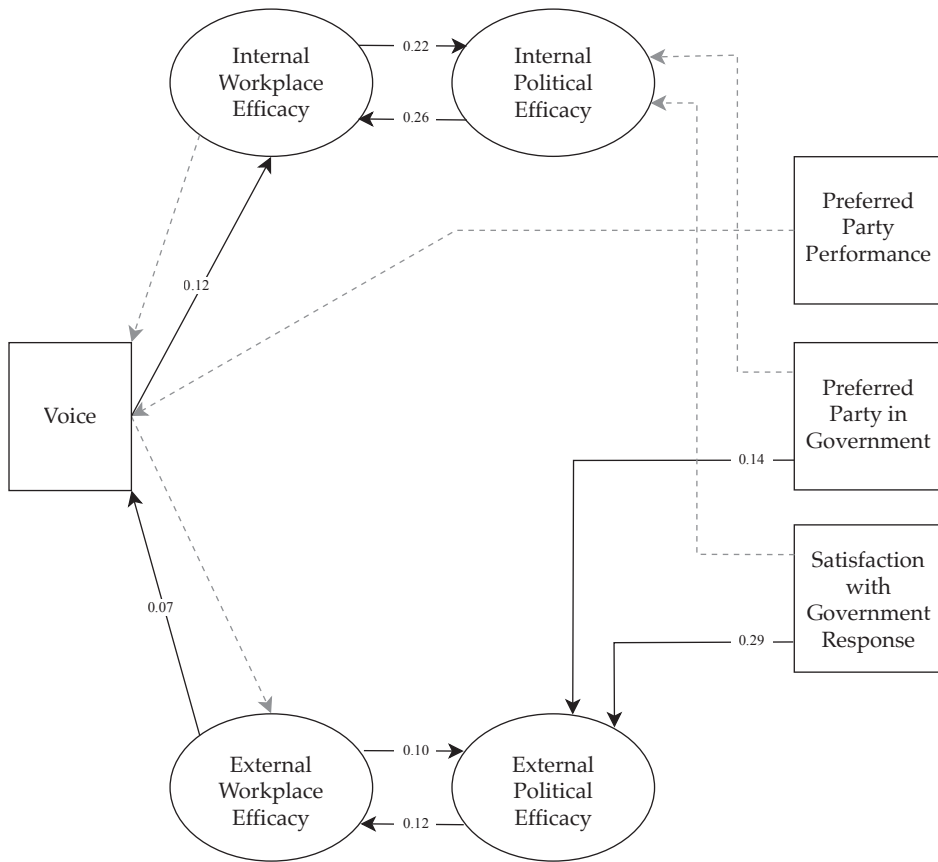 Internal
Workplace
Efficacy
0.22
0.26
Internal
Political
Efficacy
Preferred
Party
Performance
0.12
Voice
Preferred
Party in
Government
0.14
Satisfaction
with
Government
Response
0.07
0.29
External
Workplace
Efficacy
0.10
0.12
External
Political
Efficacy